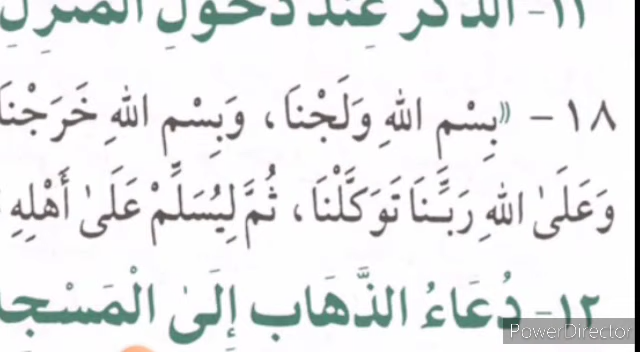 ١١- الذكر عند دخول المنزل
١٨ - «بِسْمِ اللهِ وَلَجْنَا، وَبِسْمِ اللهِ خَرَجْنَا
وَعَلَىٰ اللهِ رَبِّنَا تَوَكَّلْنَا، ثُمَّ لِيُسَلِّمْ عَلَىٰ أَهْلِهِ
١٢- دُعَاءُ الذَّهَابِ إِلَىٰ الْمَسْجِ
PowerDirector